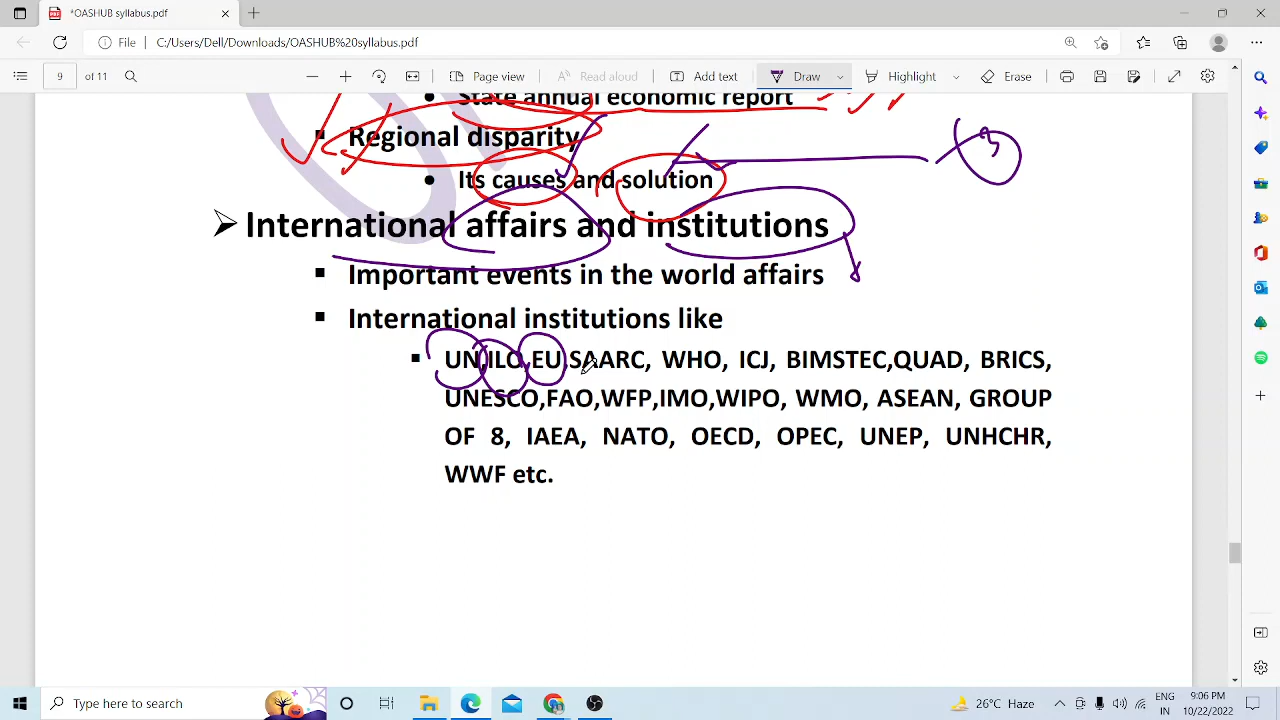 *OASHUB syllabus.pdf
File
C:/Users/Dell/Downloads/OASHUB%20syllabus.pdf
9 of 11
Page view
Read aloud
Add text
Draw
Highlight
Erase
State annual economic report
Regional disparity
Its causes and solution
International affairs and institutions
Important events in the world affairs
International institutions like
UN,ILO,EU,SAARC, WHO, ICJ, BIMSTEC,QUAD, BRICS,
UNESCO,FAO,WFP,IMO,WIPO, WMO, ASEAN, GROUP
OF 8, IAEA, NATO, OECD, OPEC, UNEP, UNHCHR,
WWF etc.
Type here to search
26°C Haze
ENG
IN
9:06 PM
10/22/2022